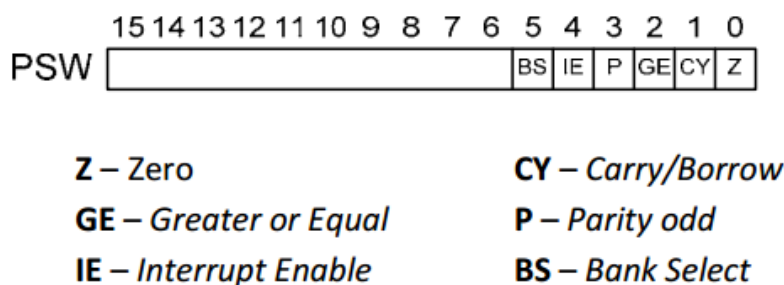 15 14 13 12 11 10 9 8 7 6 5 4 3 2 1 0
PSW BS IE P GE CY Z
Z – Zero CY – Carry/Borrow
GE – Greater or Equal P – Parity odd
IE – Interrupt Enable BS – Bank Select